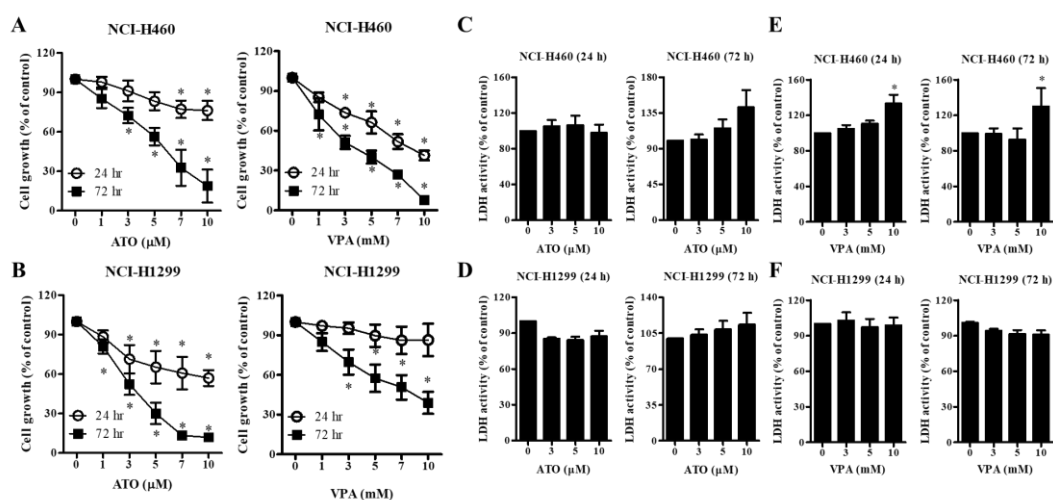 A
NCI-H460
Cell growth (% of control)
120
90
60
30
0
24 hr
72 hr
* * * * * *
0 1 3 5 7 10
ATO (µM)
NCI-H460
Cell growth (% of control)
120
90
60
30
0
24 hr
72 hr
* * * * * * * * *
0 1 3 5 7 10
VPA (mM)
C
NCI-H460 (24 h)
LDH activity (% of control)
160
120
80
40
0
0 3 5 10
ATO (µM)
NCI-H460 (72 h)
LDH activity (% of control)
180
135
90
45
0
0 3 5 10
ATO (µM)
E
NCI-H460 (24 h)
LDH activity (% of control)
160
120
80
40
0
*
0 3 5 10
VPA (mM)
NCI-H460 (72 h)
LDH activity (% of control)
160
120
80
40
0
*
0 3 5 10
VPA (mM)
B
NCI-H1299
Cell growth (% of control)
120
90
60
30
0
24 hr
72 hr
* * * * * * * * *
0 1 3 5 7 10
ATO (µM)
NCI-H1299
Cell growth (% of control)
120
90
60
30
0
24 hr
72 hr
* * * *
0 1 3 5 7 10
VPA (mM)
D
NCI-H1299 (24 h)
LDH activity (% of control)
120
90
60
30
0
0 3 5 10
ATO (µM)
NCI-H1299 (72 h)
LDH activity (% of control)
140
105
70
35
0
0 3 5 10
ATO (µM)
F
NCI-H1299 (24 h)
LDH activity (% of control)
120
90
60
30
0
0 3 5 10
VPA (mM)
NCI-H1299 (72 h)
LDH activity (% of control)
120
90
60
30
0
0 3 5 10
VPA (mM)